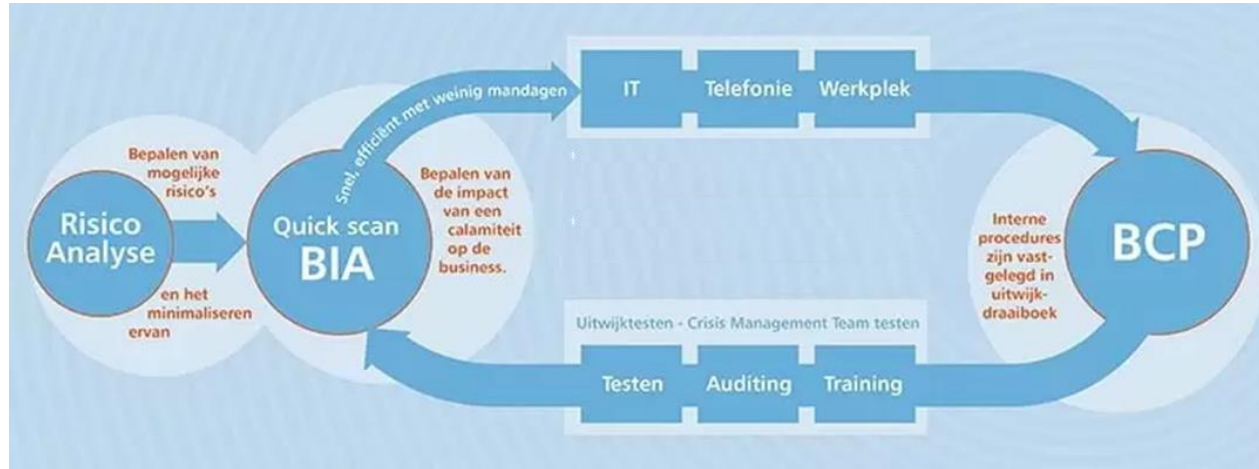 Bepalen van
mogelijke
risico's
Risico
Analyse
en het
minimaliseren
ervan
Quick scan
BIA
Snel, efficiënt met weinig mandagen
Bepalen van
de impact
van een
calamiteit
op de
business.
IT
Telefonie
Werkplek
Interne
procedures
zijn vast-
gelegd in
uitwijk-
draaiboek
BCP
Uitwijktesten - Crisis Management Team testen
Testen
Auditing
Training